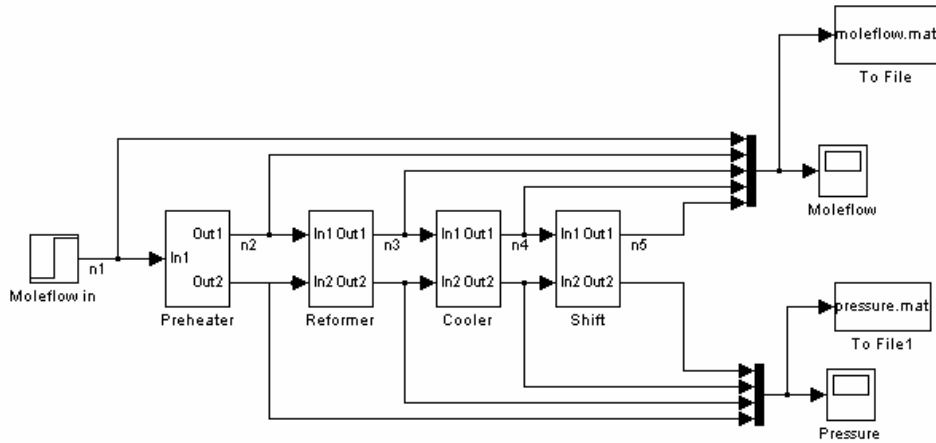 moleflow.mat
To File
Moleflow
Out1
n2
In1 Out1
n3
In1 Out1
n4
In1 Out1
n5
n1
In1
Moleflow in
Out2
In2 Out2
In2 Out2
In2 Out2
Preheater
Reformer
Cooler
Shift
pressure.mat
To File1
Pressure